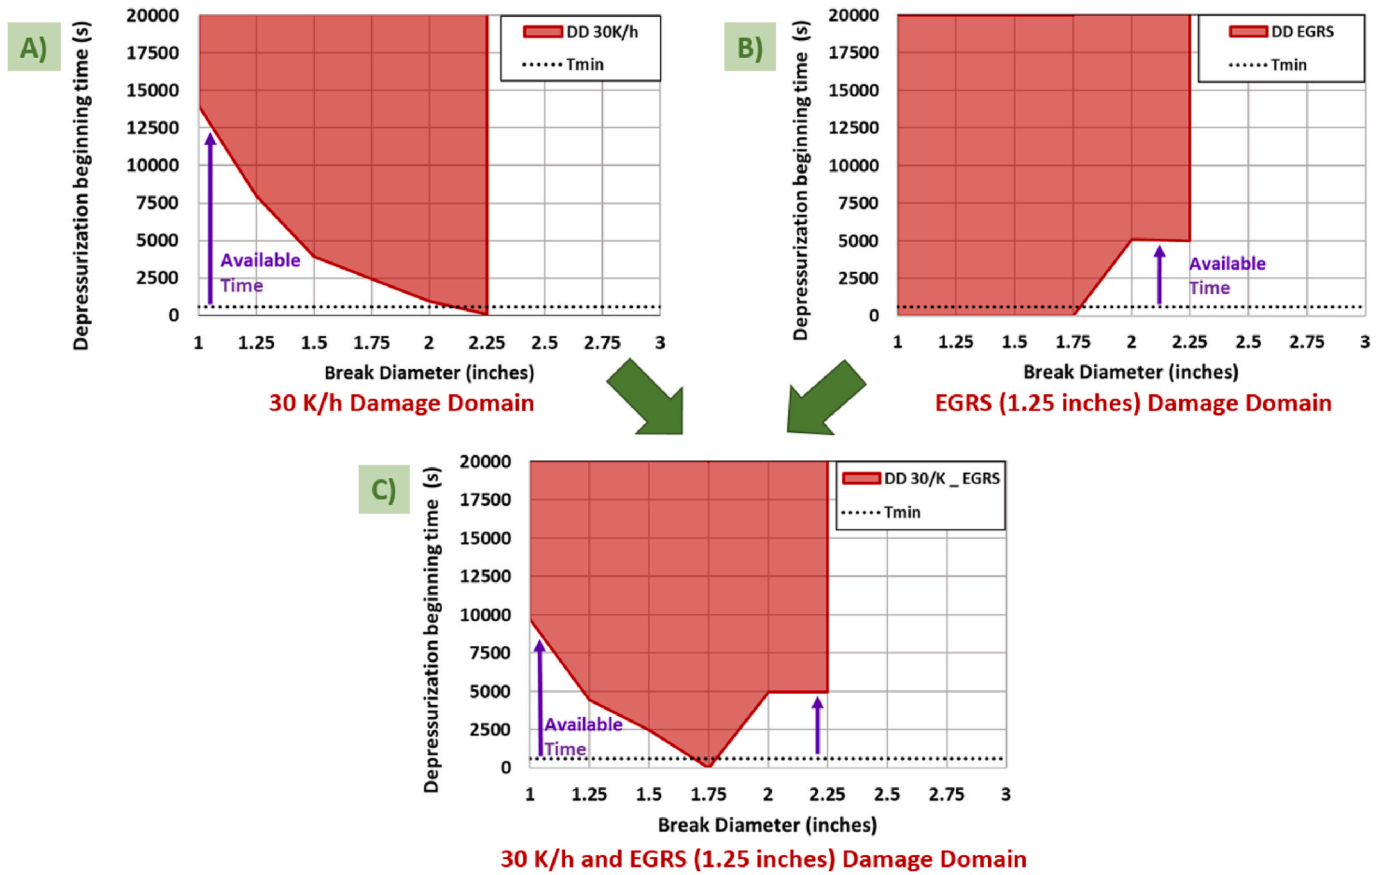 A)
Depressurization beginning time (s)
20000
17500
15000
12500
10000
7500
5000
2500
0
DD 30K/h
Tmin
Available
Time
1 1.25 1.5 1.75 2 2.25 2.5 2.75 3
Break Diameter (inches)
30 K/h Damage Domain
B)
Depressurization beginning time (s)
20000
17500
15000
12500
10000
7500
5000
2500
0
DD EGRS
Tmin
Available
Time
1 1.25 1.5 1.75 2 2.25 2.5 2.75 3
Break Diameter (inches)
EGRS (1.25 inches) Damage Domain
C)
Depressurization beginning time (s)
20000
17500
15000
12500
10000
7500
5000
2500
0
DD 30/K _ EGRS
Tmin
Available
Time
1 1.25 1.5 1.75 2 2.25 2.5 2.75 3
Break Diameter (inches)
30 K/h and EGRS (1.25 inches) Damage Domain